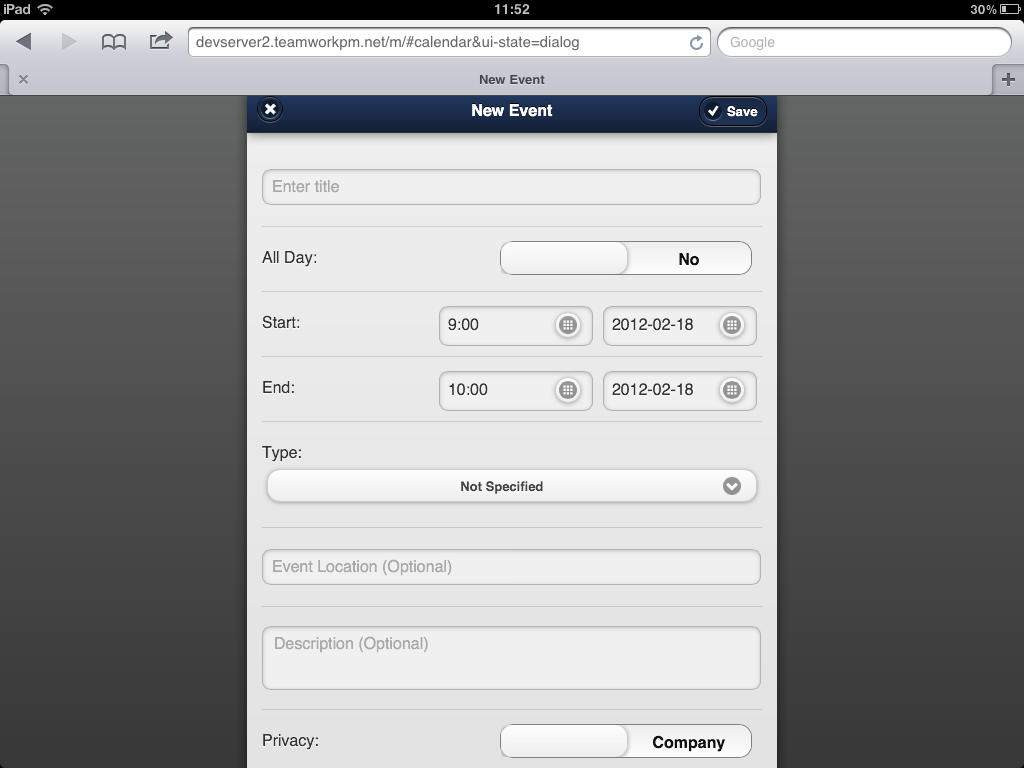 iPad 11:52 30%
devserver2.teamworkpm.net/m/#calendar&ui-state=dialog Google
New Event
New Event Save
Enter title
All Day: No
Start: 9:00 2012-02-18
End: 10:00 2012-02-18
Type:
Not Specified
Event Location (Optional)
Description (Optional)
Privacy: Company